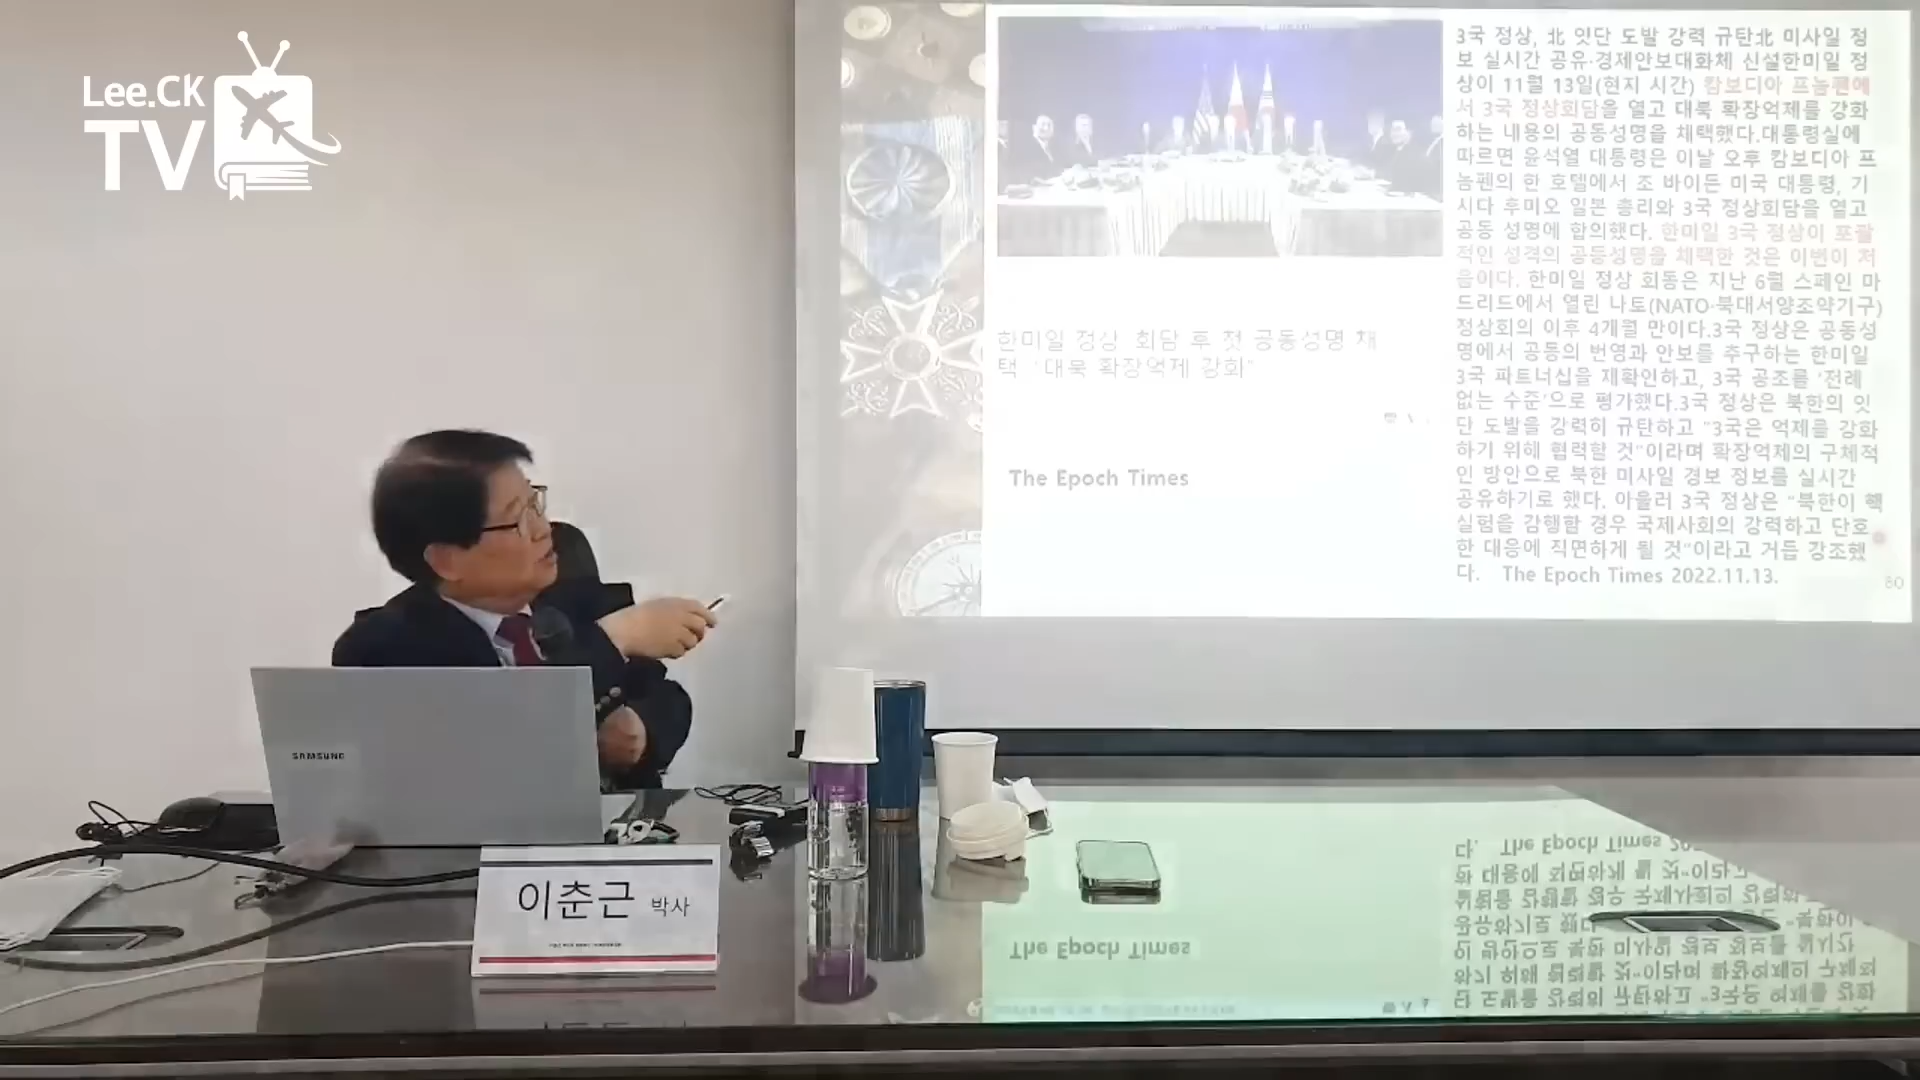 Lee.CK
TV
3국 정상, 北 잇단 도발 강력 규탄北 미사일 정
보 실시간 공유·경제안보대화체 신설한미일 정
상이 11월 13일(현지 시간) 캄보디아 프놈펜에
서 3국 정상회담을 열고 대북 확장억제를 강화
하는 내용의 공동성명을 채택했다.대통령실에
따르면 윤석열 대통령은 이날 오후 캄보디아 프
놈펜의 한 호텔에서 조 바이든 미국 대통령, 기
시다 후미오 일본 총리와 3국 정상회담을 열고
공동 성명에 합의했다. 한미일 3국 정상이 포괄
적인 성격의 공동성명을 채택한 것은 이번이 처
음이다. 한미일 정상 회동은 지난 6월 스페인 마
드리드에서 열린 나토(NATO·북대서양조약기구)
정상회의 이후 4개월 만이다.3국 정상은 공동성
명에서 공통의 번영과 안보를 추구하는 한미일
3국 파트너십을 재확인하고, 3국 공조를 '전례
없는 수준'으로 평가했다.3국 정상은 북한의 잇
단 도발을 강력히 규탄하고 "3국은 억제를 강화
하기 위해 협력할 것"이라며 확장억제의 구체적
인 방안으로 북한 미사일 경보 정보를 실시간
공유하기로 했다. 아울러 3국 정상은 "북한이 핵
실험을 감행할 경우 국제사회의 강력하고 단호
한 대응에 직면하게 될 것"이라고 거듭 강조했
다. The Epoch Times 2022.11.13.
80
한미일 정상 회담 후 첫 공동성명 채
택 "대북 확장억제 강화"
The Epoch Times
SAMSUNG
이춘근 박사